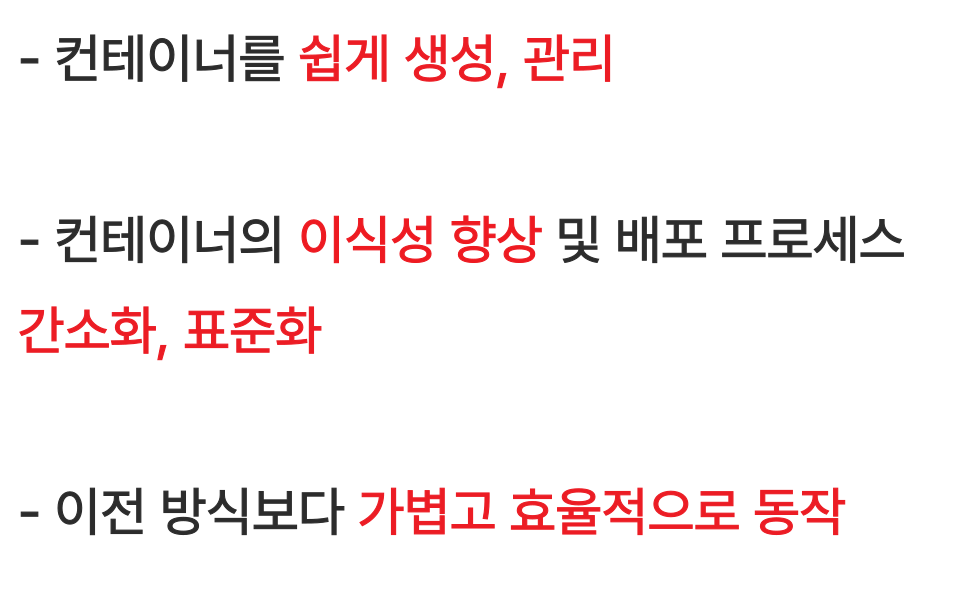 - 컨테이너를 쉽게 생성, 관리
- 컨테이너의 이식성 향상 및 배포 프로세스
간소화, 표준화
- 이전 방식보다 가볍고 효율적으로 동작